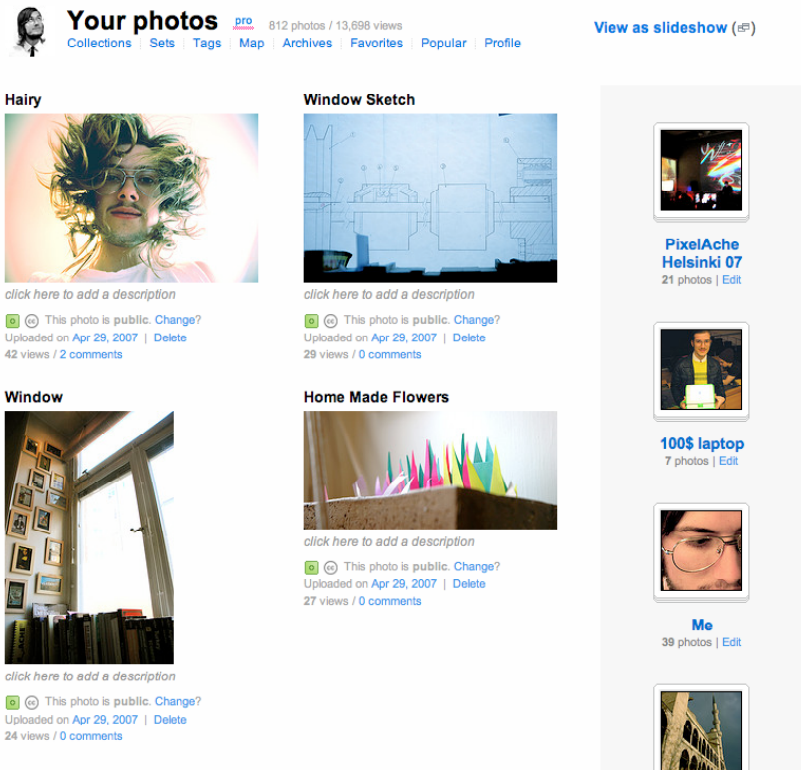 Your photos pro 812 photos / 13,698 views
Collections Sets Tags Map Archives Favorites Popular Profile
View as slideshow
Hairy
click here to add a description
This photo is public. Change?
Uploaded on Apr 29, 2007 | Delete
42 views / 2 comments
Window Sketch
click here to add a description
This photo is public. Change?
Uploaded on Apr 29, 2007 | Delete
29 views / 0 comments
Window
click here to add a description
This photo is public. Change?
Uploaded on Apr 29, 2007 | Delete
24 views / 0 comments
Home Made Flowers
click here to add a description
This photo is public. Change?
Uploaded on Apr 29, 2007 | Delete
27 views / 0 comments
PixelAche
Helsinki 07
21 photos | Edit
100$ laptop
7 photos | Edit
Me
39 photos | Edit